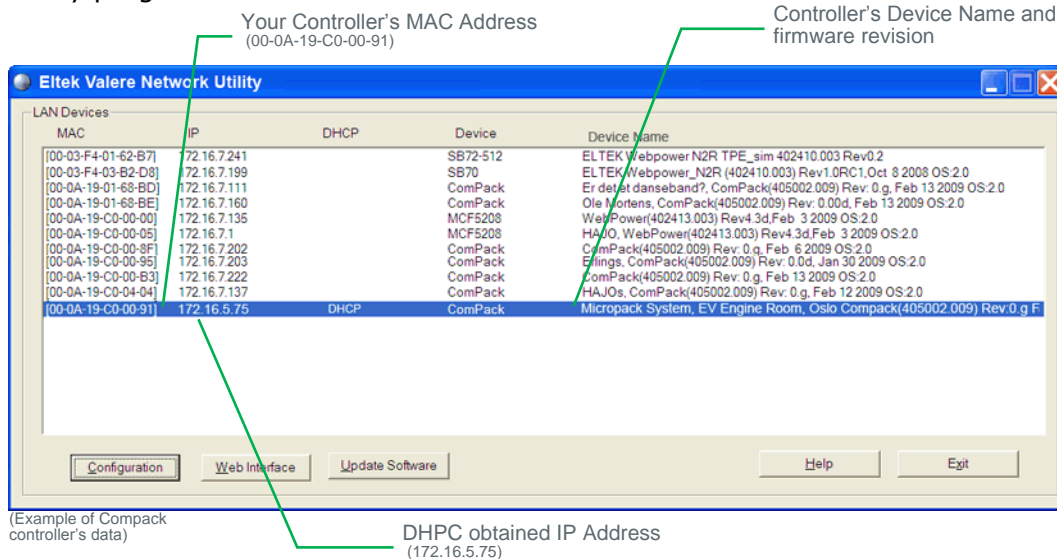 Your Controller's MAC Address
(00-0A-19-C0-00-91)
Controller's Device Name and
firmware revision
Eltek Valere Network Utility
LAN Devices
MAC IP DHCP Device Device Name
[00-03-F4-01-62-B7] 172.16.7.241 SB72-512 ELTEK Webpower N2R TPE_sim 402410.003 Rev0.2
[00-03-F4-03-B2-D8] 172.16.7.199 SB70 ELTEK Webpower_N2R (402410.003) Rev1.0RC1,Oct 8 2008 OS:2.0
[00-0A-19-01-68-BD] 172.16.7.111 ComPack Er det et danseband?, ComPack(405002.009) Rev: 0.g, Feb 13 2009 OS:2.0
[00-0A-19-01-68-BE] 172.16.7.160 ComPack Ole Mortens, ComPack(405002.009) Rev: 0.00d, Feb 13 2009 OS:2.0
[00-0A-19-C0-00-00] 172.16.7.135 MCF5208 WebPower(402413.003) Rev4.3d,Feb 3 2009 OS:2.0
[00-0A-19-C0-00-05] 172.16.7.1 MCF5208 HAJO, WebPower(402413.003) Rev4.3d,Feb 3 2009 OS:2.0
[00-0A-19-C0-00-8F] 172.16.7.202 ComPack ComPack(405002.009) Rev: 0.g, Feb 6 2009 OS:2.0
[00-0A-19-C0-00-95] 172.16.7.203 ComPack Erlings, ComPack(405002.009) Rev: 0.0d, Jan 30 2009 OS:2.0
[00-0A-19-C0-00-B3] 172.16.7.222 ComPack ComPack(405002.009) Rev: 0.g, Feb 13 2009 OS:2.0
[00-0A-19-C0-04-04] 172.16.7.137 ComPack HAJOs, ComPack(405002.009) Rev: 0.g, Feb 12 2009 OS:2.0
[00-0A-19-C0-00-91] 172.16.5.75 DHCP ComPack Micropack System, EV Engine Room, Oslo Compack(405002.009) Rev:0.g F
Configuration Web Interface Update Software Help Exit
(Example of Compack
controller's data)
DHPC obtained IP Address
(172.16.5.75)